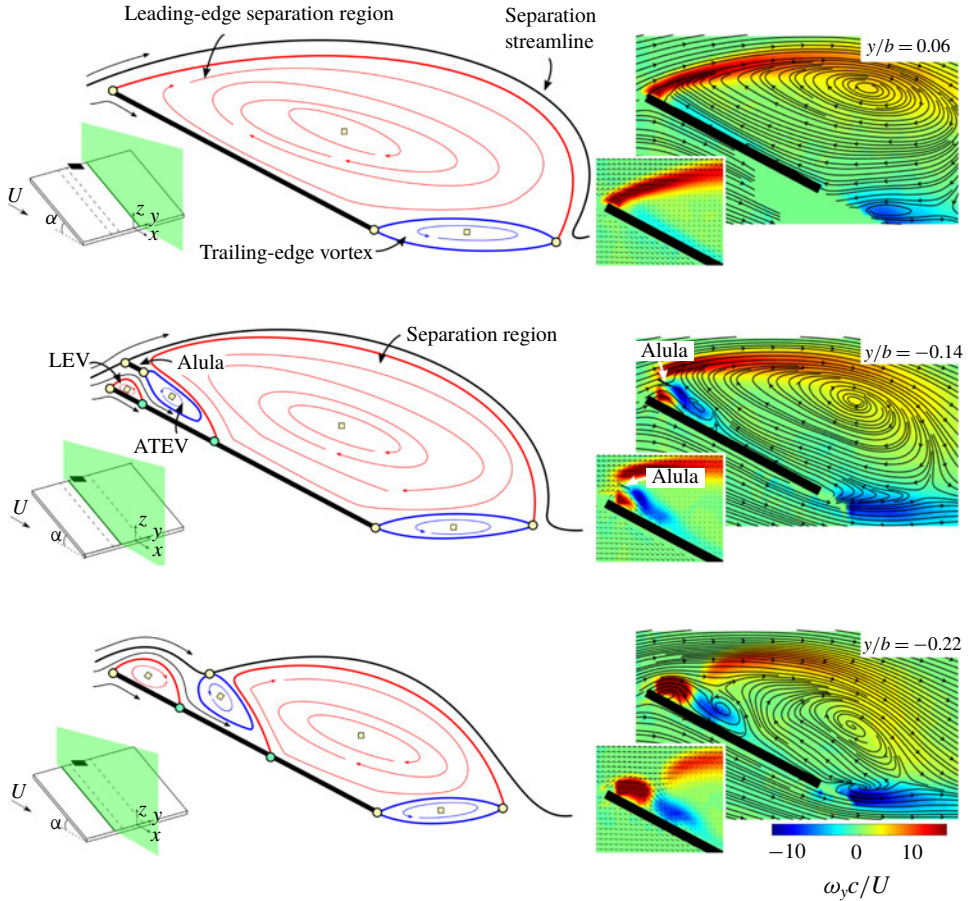 Leading-edge separation region
Separation
streamline
y/b = 0.06
U
α
z
y
x
Trailing-edge vortex
LEV
Alula
Separation region
ATEV
Alula
y/b = −0.14
Alula
U
α
z
y
x
y/b = −0.22
U
α
z
y
x
−10 0 10
ω_y c/U